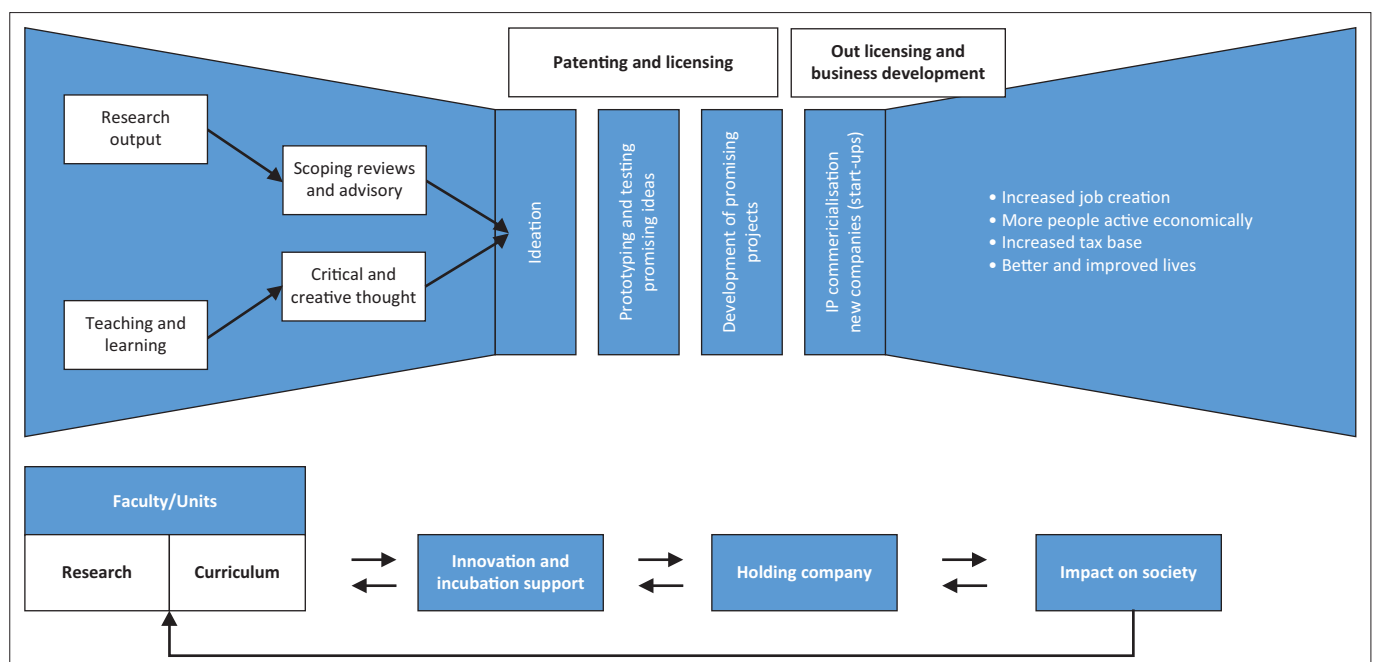 Patenting and licensing
Out licensing and
business development
Research
output
Scoping reviews
and advisory
Critical and
creative thought
Teaching and
learning
Ideation
Prototyping and testing
promising ideas
Development of promising
projects
IP commericialisation
new companies (start-ups)
• Increased job creation
• More people active economically
• Increased tax base
• Better and improved lives
Faculty/Units
Research
Curriculum
Innovation and
incubation support
Holding company
Impact on society